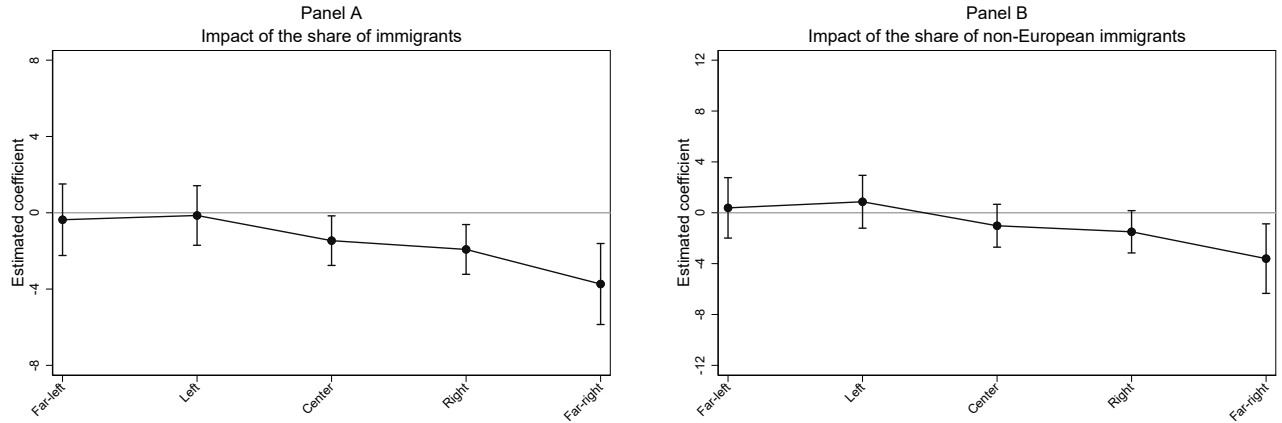 Panel A
Impact of the share of immigrants
Estimated coefficient
8
4
0
-4
-8
Far-left
Left
Center
Right
Far-right
Panel B
Impact of the share of non-European immigrants
Estimated coefficient
12
8
4
0
-4
-8
-12
Far-left
Left
Center
Right
Far-right